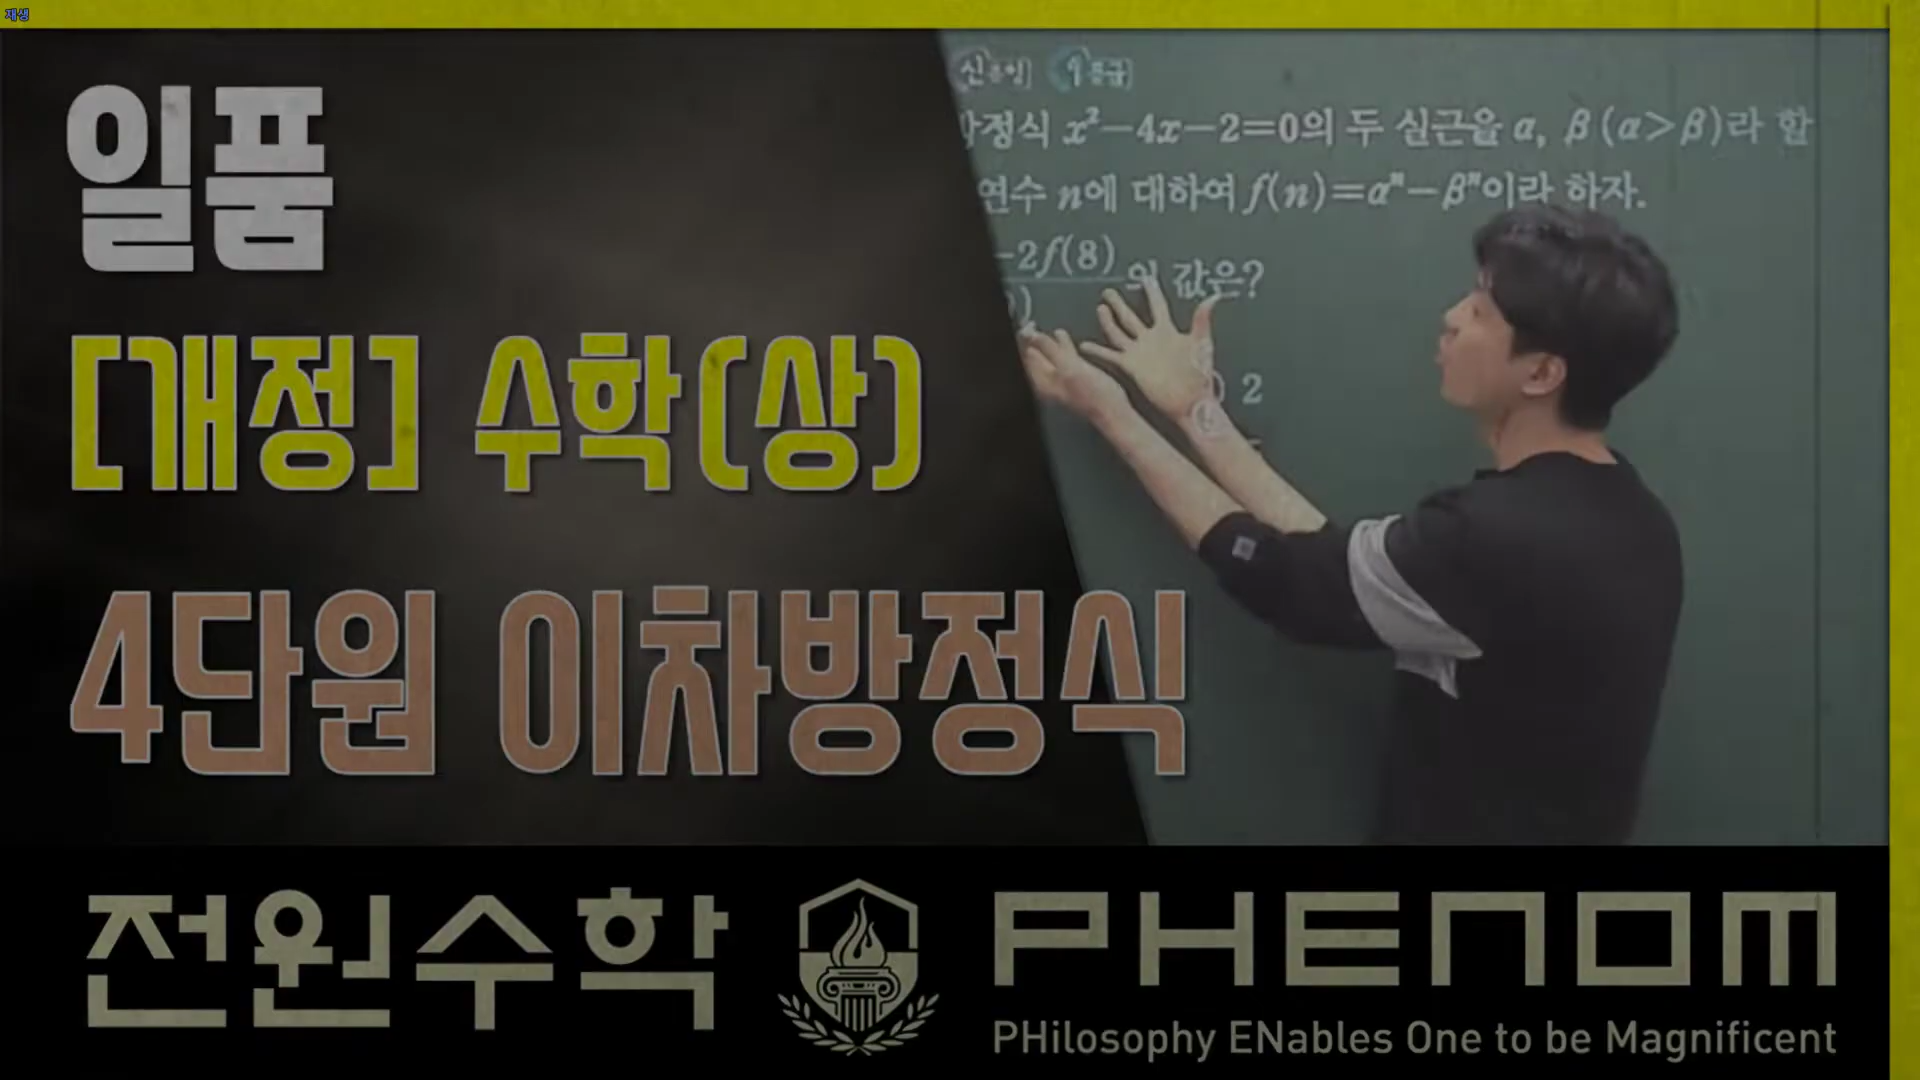 재생
일품
[개정] 수학(상)
4단원 이차방정식
방정식 x²-4x-2=0의 두 실근을 α, β(α>β)라 할
연수 n에 대하여 f(n)=αⁿ-βⁿ이라 하자.
-2f(8)
의 값은?
2
전원수학
PHENOM
PHilosophy ENables One to be Magnificent